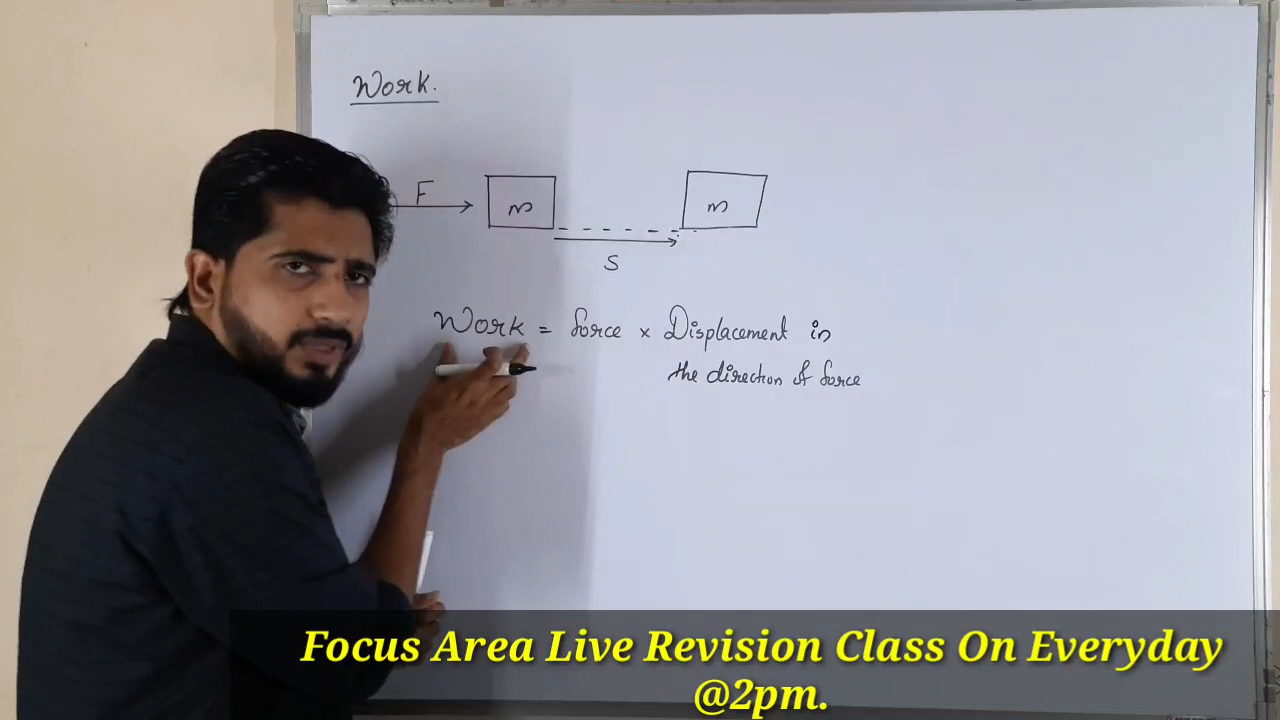 Work.
F
m
m
S
Work = force × Displacement in
the direction of force
Focus Area Live Revision Class On Everyday
@2pm.